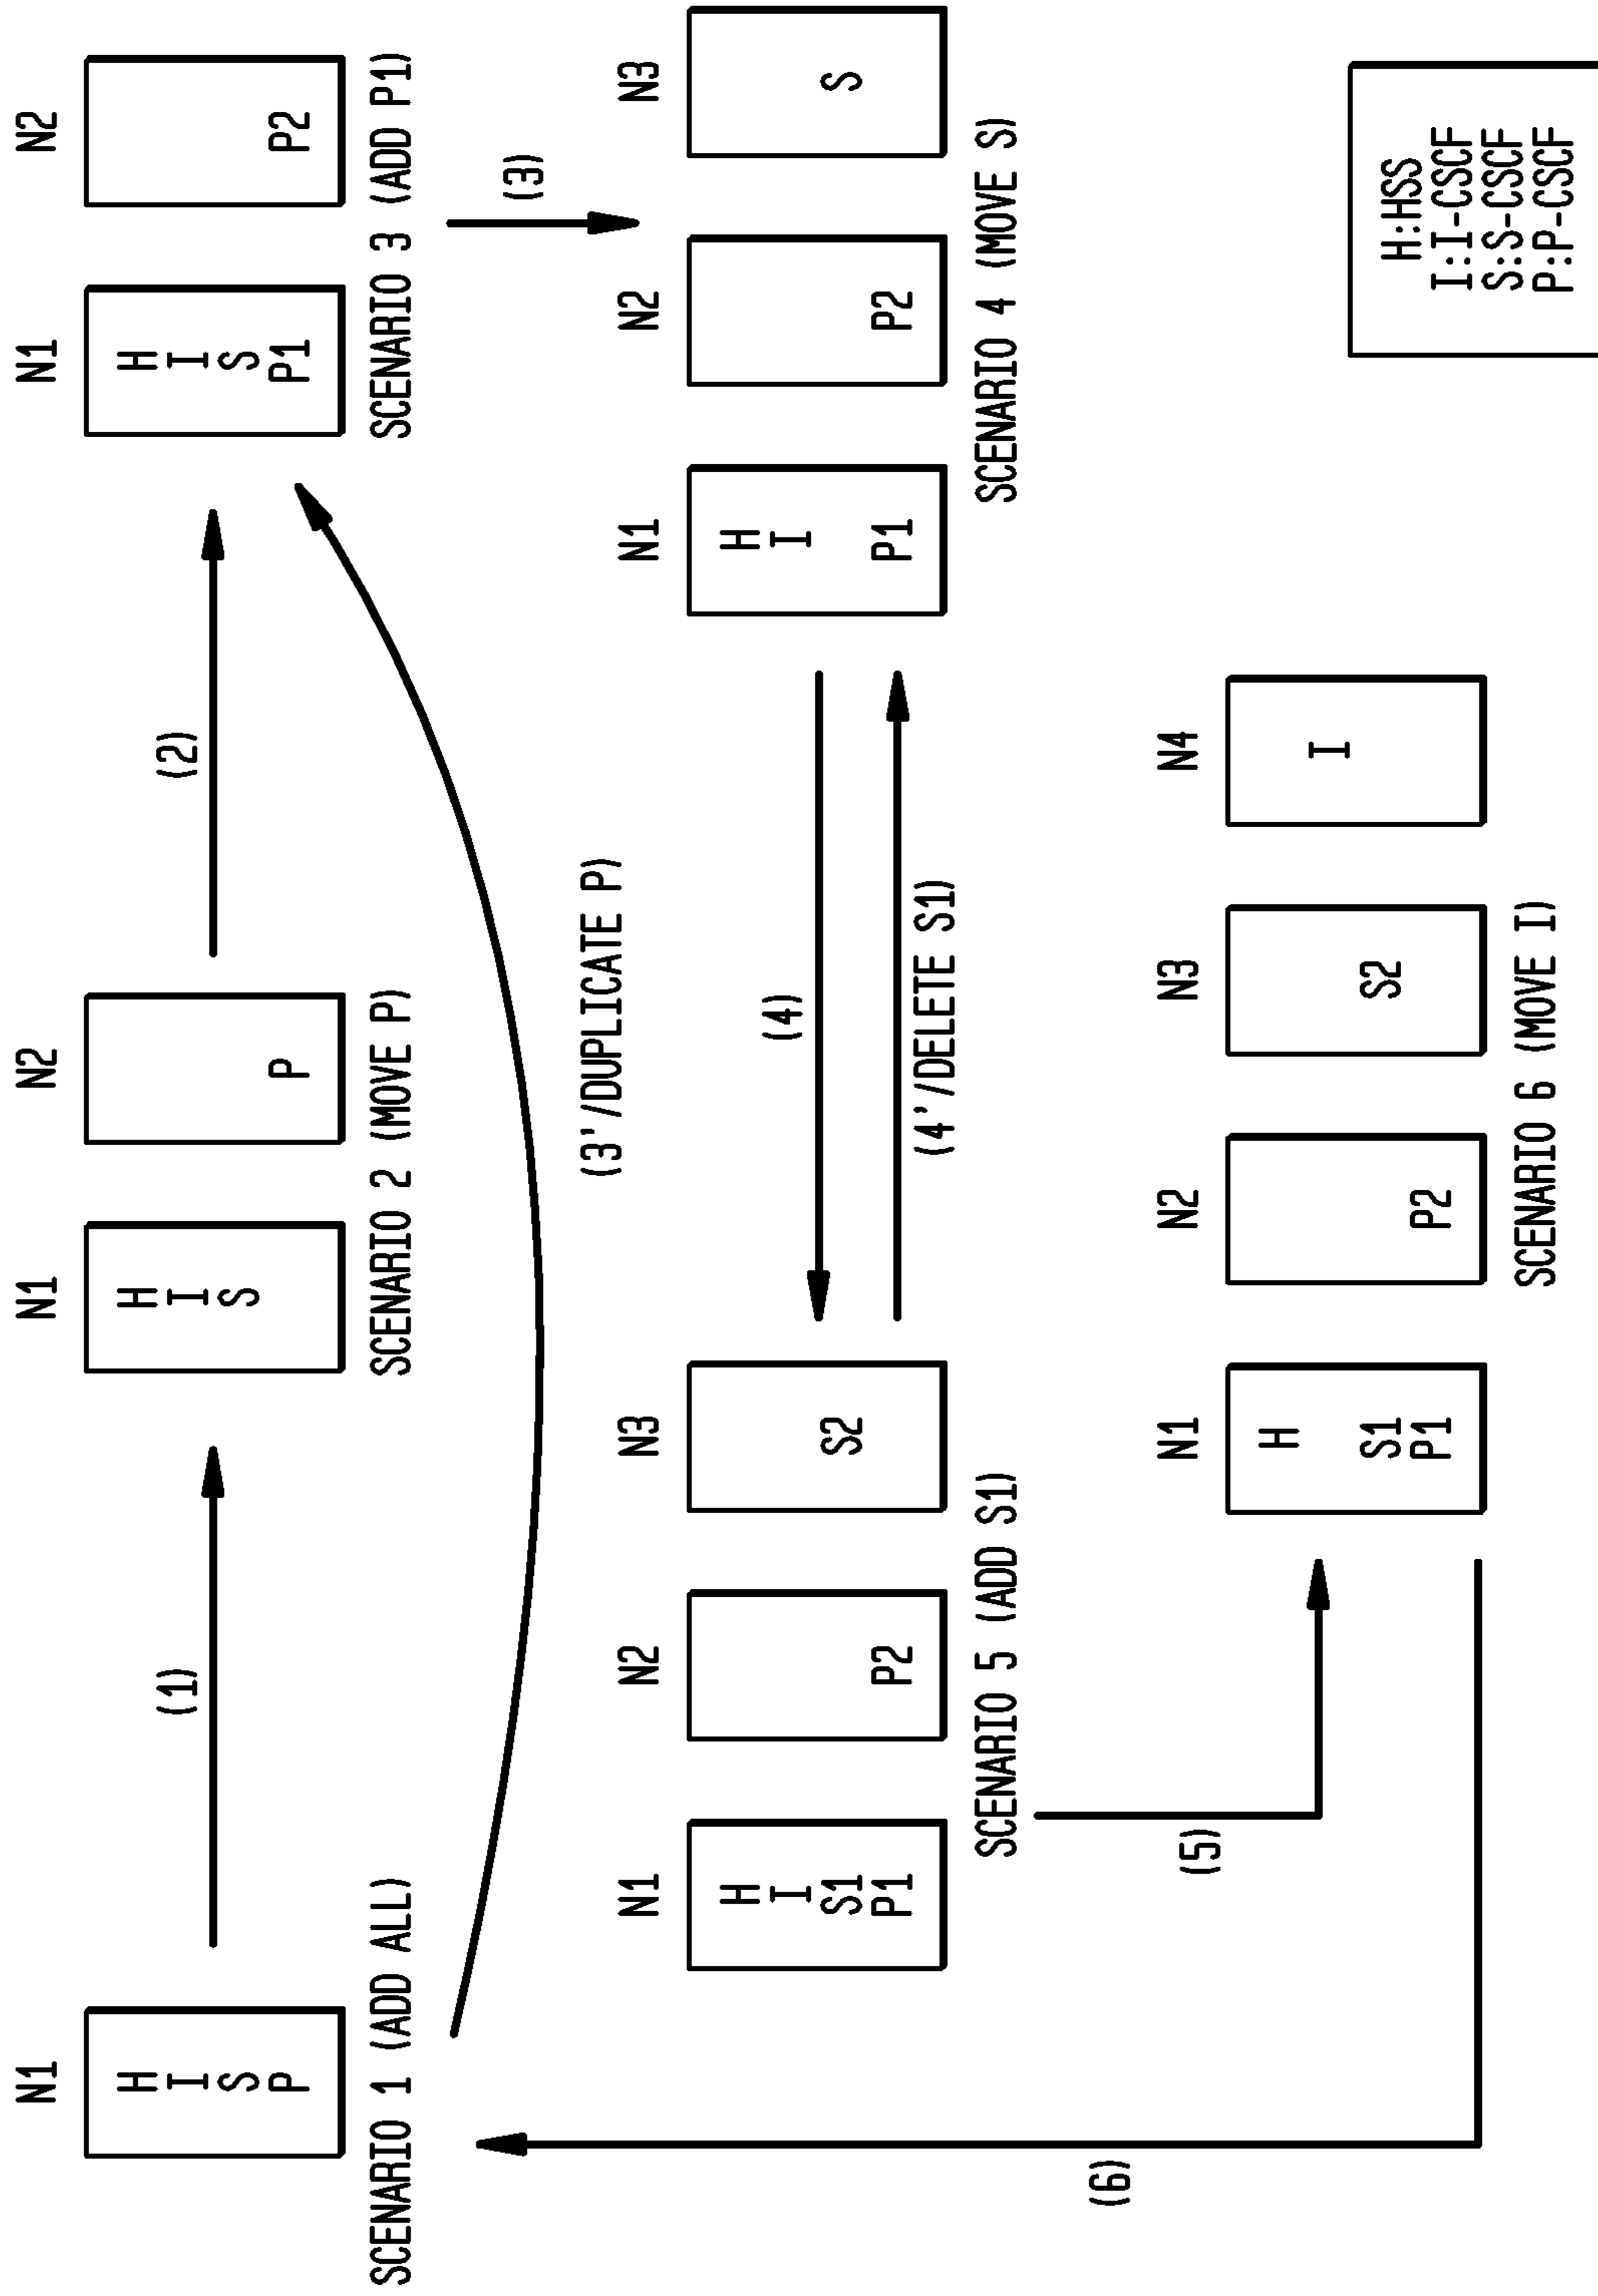 N1
H
I
S
P
SCENARIO 1 (ADD ALL)
(1)
N1
N2
H
I
S
P
SCENARIO 2 (MOVE P)
(2)
N1
N2
H
I
S
P1
P2
SCENARIO 3 (ADD P1)
(3'/DUPLICATE P)
(3)
N1
N2
N3
H
I
S1
P1
P2
S2
SCENARIO 5 (ADD S1)
(4)
(4'/DELETE S1)
N1
N2
N3
H
I
P1
P2
S
SCENARIO 4 (MOVE S)
(5)
(6)
N1
N2
N3
N4
H
S1
P1
P2
S2
I
SCENARIO 6 (MOVE I)
H:HSS
I:I-CSCF
S:S-CSCF
P:P-CSCF